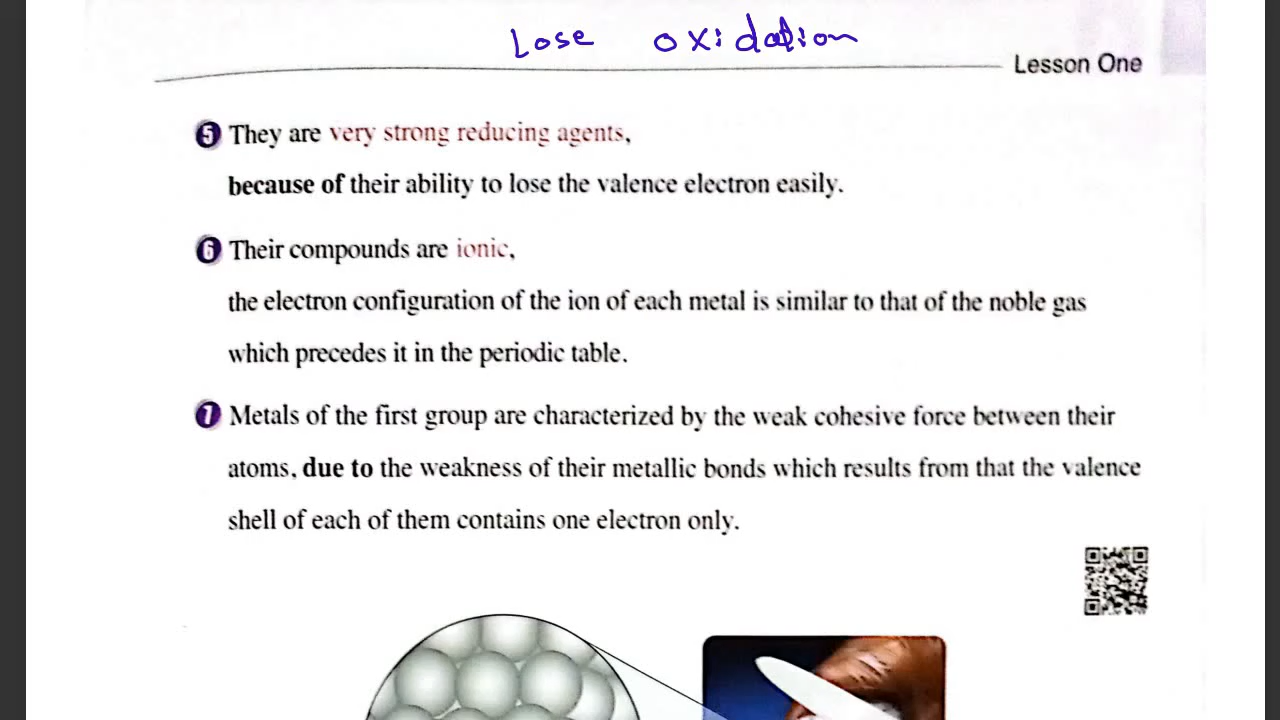 Lose oxidation
Lesson One
5 They are very strong reducing agents,
because of their ability to lose the valence electron easily.
6 Their compounds are ionic,
the electron configuration of the ion of each metal is similar to that of the noble gas
which precedes it in the periodic table.
7 Metals of the first group are characterized by the weak cohesive force between their
atoms, due to the weakness of their metallic bonds which results from that the valence
shell of each of them contains one electron only.